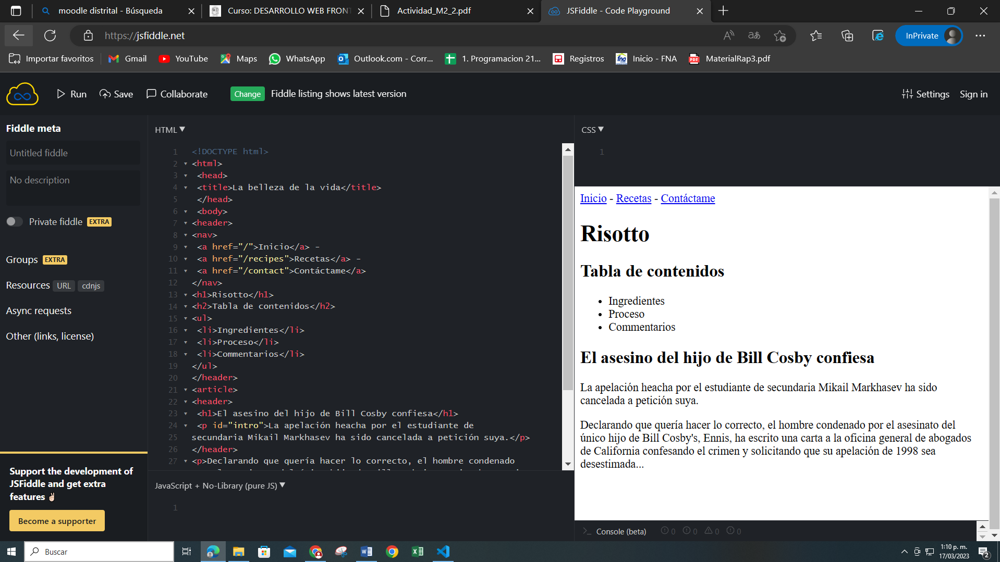 moodle distrital - Búsqueda
Curso: DESARROLLO WEB FRONT
Actividad_M2_2.pdf
JSFiddle - Code Playground
https://jsfiddle.net
InPrivate
Importar favoritos
Gmail
YouTube
Maps
WhatsApp
Outlook.com - Corr...
1. Programacion 21...
Registros
Inicio - FNA
MaterialRap3.pdf
Run
Save
Collaborate
Change
Fiddle listing shows latest version
Settings
Sign in
Fiddle meta
Untitled fiddle
No description
Private fiddle EXTRA
Groups EXTRA
Resources URL cdnjs
Async requests
Other (links, license)
Support the development of
JSFiddle and get extra
features ✌🏻
Become a supporter
HTML ▼
1 <!DOCTYPE html>
2 <html>
3 <head>
4 <title>La belleza de la vida</title>
5 </head>
6 <body>
7 <header>
8 <nav>
9 <a href="/">Inicio</a> -
10 <a href="/recipes">Recetas</a> -
11 <a href="/contact">Contáctame</a>
12 </nav>
13 <h1>Risotto</h1>
14 <h2>Tabla de contenidos</h2>
15 <ul>
16 <li>Ingredientes</li>
17 <li>Proceso</li>
18 <li>Commentarios</li>
19 </ul>
20 </header>
21 <article>
22 <header>
23 <h1>El asesino del hijo de Bill Cosby confiesa</h1>
24 <p id="intro">La apelación heacha por el estudiante de
25 secundaria Mikail Markhasev ha sido cancelada a petición suya.</p>
26 </header>
27 <p>Declarando que quería hacer lo correcto, el hombre condenado
JavaScript + No-Library (pure JS) ▼
1
CSS ▼
1
Inicio - Recetas - Contáctame
Risotto
Tabla de contenidos
• Ingredientes
• Proceso
• Commentarios
El asesino del hijo de Bill Cosby confiesa
La apelación heacha por el estudiante de secundaria Mikail Markhasev ha sido
cancelada a petición suya.
Declarando que quería hacer lo correcto, el hombre condenado por el asesinato del
único hijo de Bill Cosby's, Ennis, ha escrito una carta a la oficina general de abogados
de California confesando el crimen y solicitando que su apelación de 1998 sea
desestimada...
>_ Console (beta) 0 0 0 0
Buscar
1:10 p. m.
17/03/2023
2